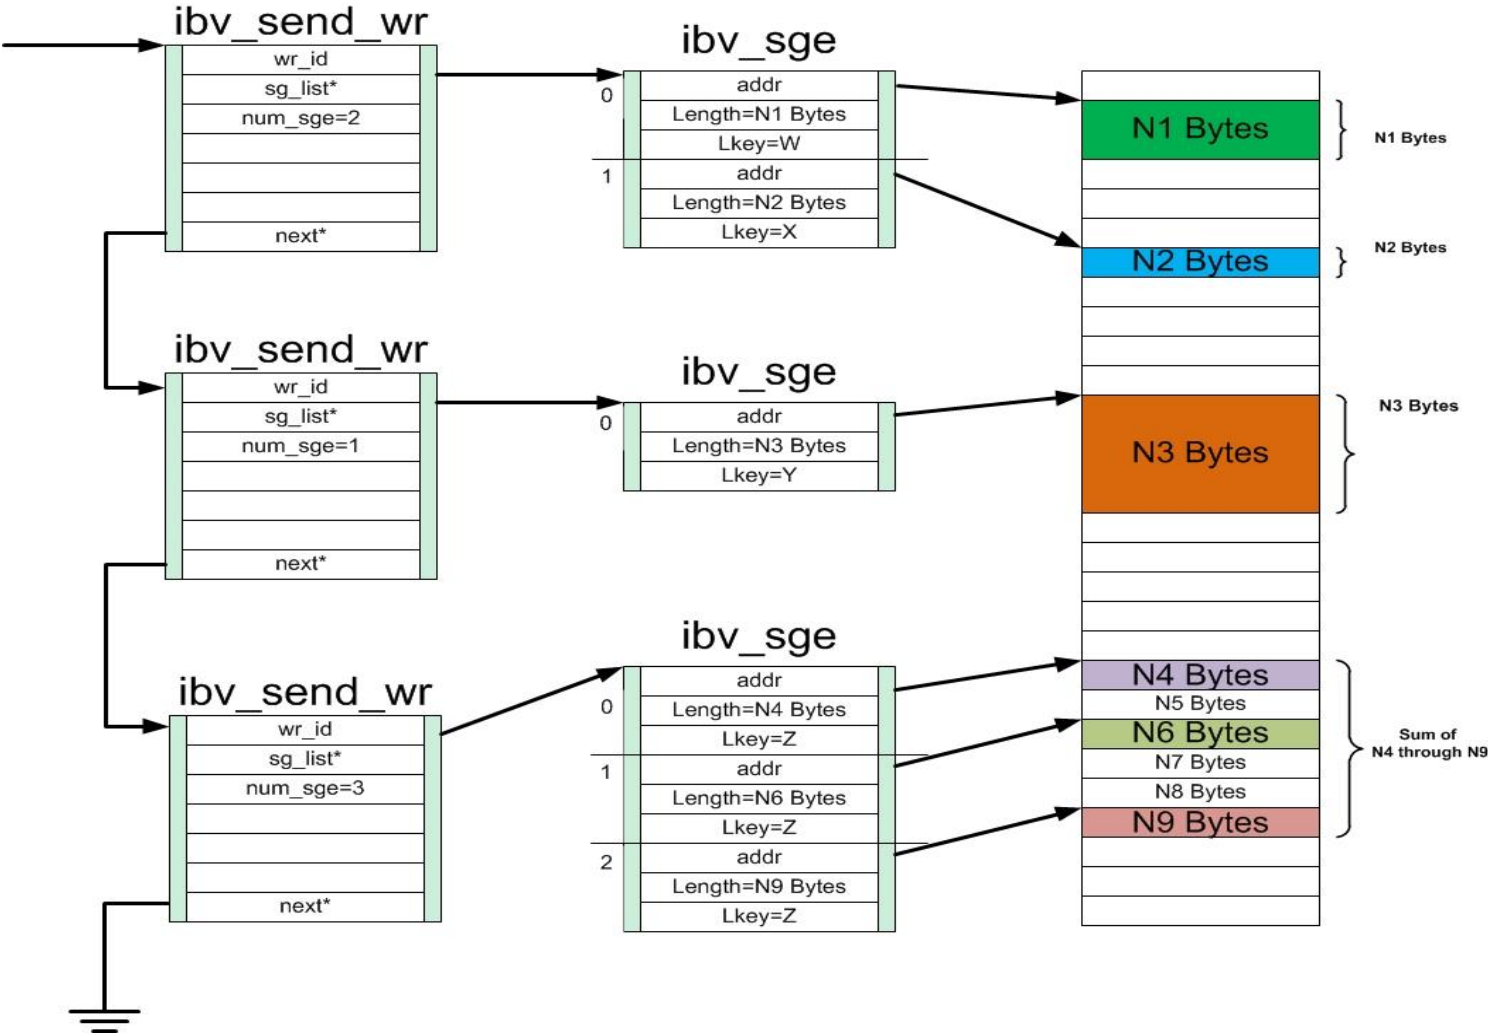 ibv_send_wr
wr_id
sg_list*
num_sge=2
next*
ibv_sge
0
addr
Length=N1 Bytes
Lkey=W
1
addr
Length=N2 Bytes
Lkey=X
N1 Bytes
N1 Bytes
N2 Bytes
N2 Bytes
ibv_send_wr
wr_id
sg_list*
num_sge=1
next*
ibv_sge
0
addr
Length=N3 Bytes
Lkey=Y
N3 Bytes
N3 Bytes
ibv_send_wr
wr_id
sg_list*
num_sge=3
next*
ibv_sge
0
addr
Length=N4 Bytes
Lkey=Z
1
addr
Length=N6 Bytes
Lkey=Z
2
addr
Length=N9 Bytes
Lkey=Z
N4 Bytes
N5 Bytes
N6 Bytes
N7 Bytes
N8 Bytes
N9 Bytes
Sum of
N4 through N9